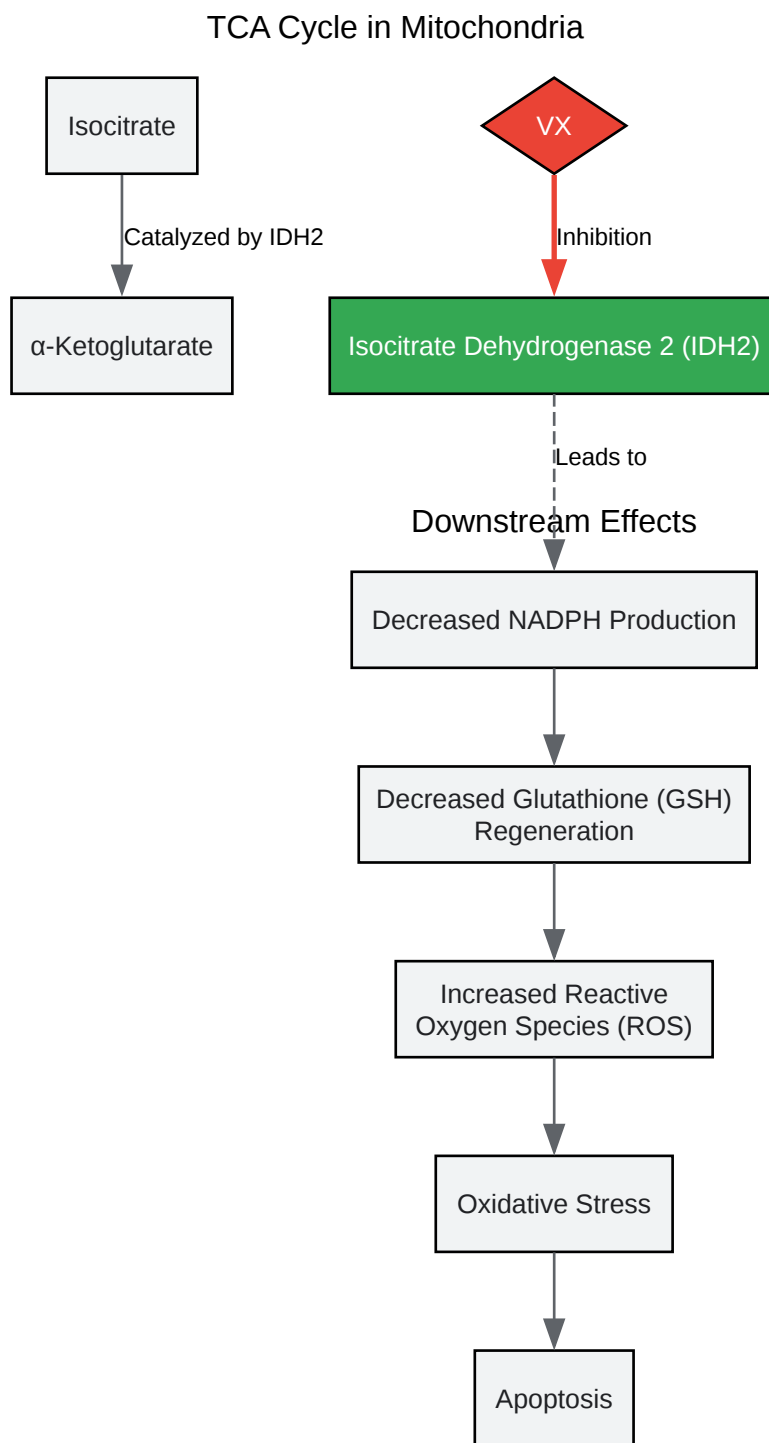 TCA Cycle in Mitochondria
Isocitrate
VX
Catalyzed by IDH2
Inhibition
α-Ketoglutarate
Isocitrate Dehydrogenase 2 (IDH2)
Leads to
Downstream Effects
Decreased NADPH Production
Decreased Glutathione (GSH)
Regeneration
Increased Reactive
Oxygen Species (ROS)
Oxidative Stress
Apoptosis